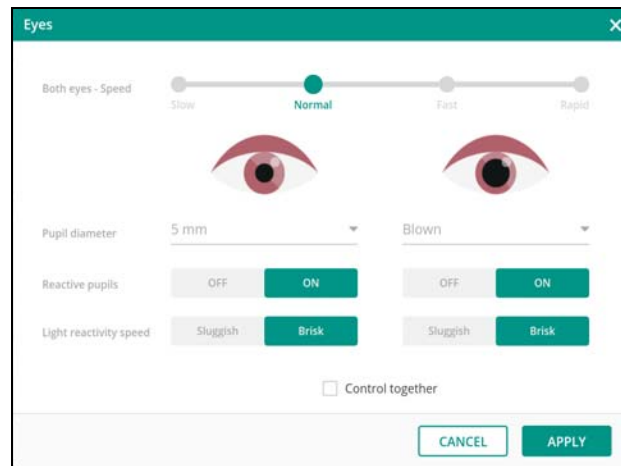 Eyes
Both eyes - Speed
Slow Normal Fast Rapid
Pupil diameter 5 mm Blown
Reactive pupils OFF ON OFF ON
Light reactivity speed Sluggish Brisk Sluggish Brisk
Control together
CANCEL APPLY